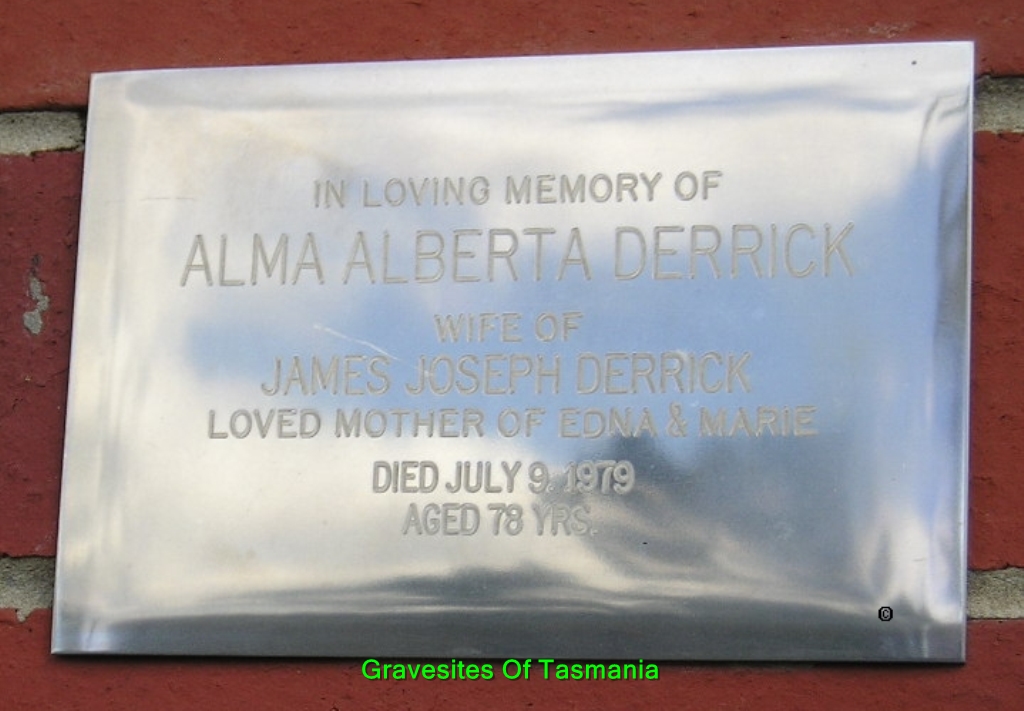 IN LOVING MEMORY OF
ALMA ALBERTA DERRICK
WIFE OF
JAMES JOSEPH DERRICK
LOVED MOTHER OF EDNA & MARIE
DIED JULY 9, 1979
AGED 78 YRS.
©
Gravesites Of Tasmania